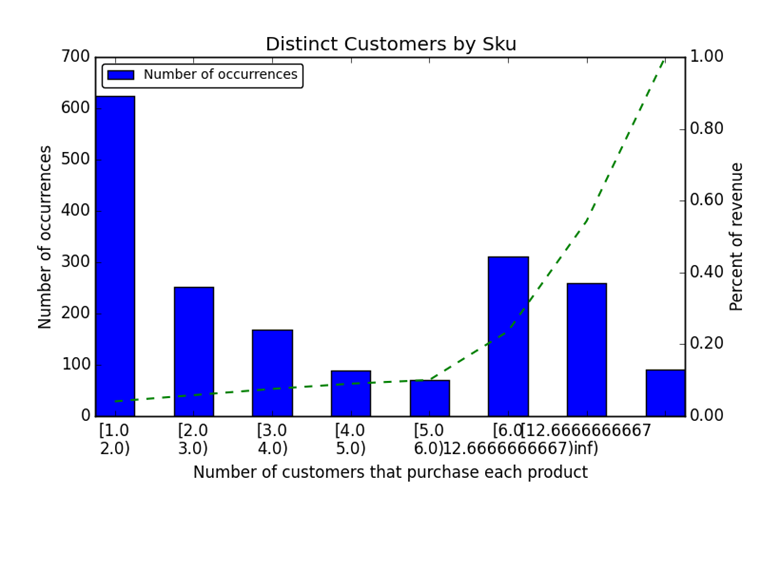 Distinct Customers by Sku
Number of occurrences
700
600
500
400
300
200
100
0
Number of occurrences
1.00
0.80
0.60
0.40
0.20
0.00
Percent of revenue
[1.0 [2.0 [3.0 [4.0 [5.0 [6.0 [12.6666666667
2.0) 3.0) 4.0) 5.0) 6.0) 12.6666666667) inf)
Number of customers that purchase each product